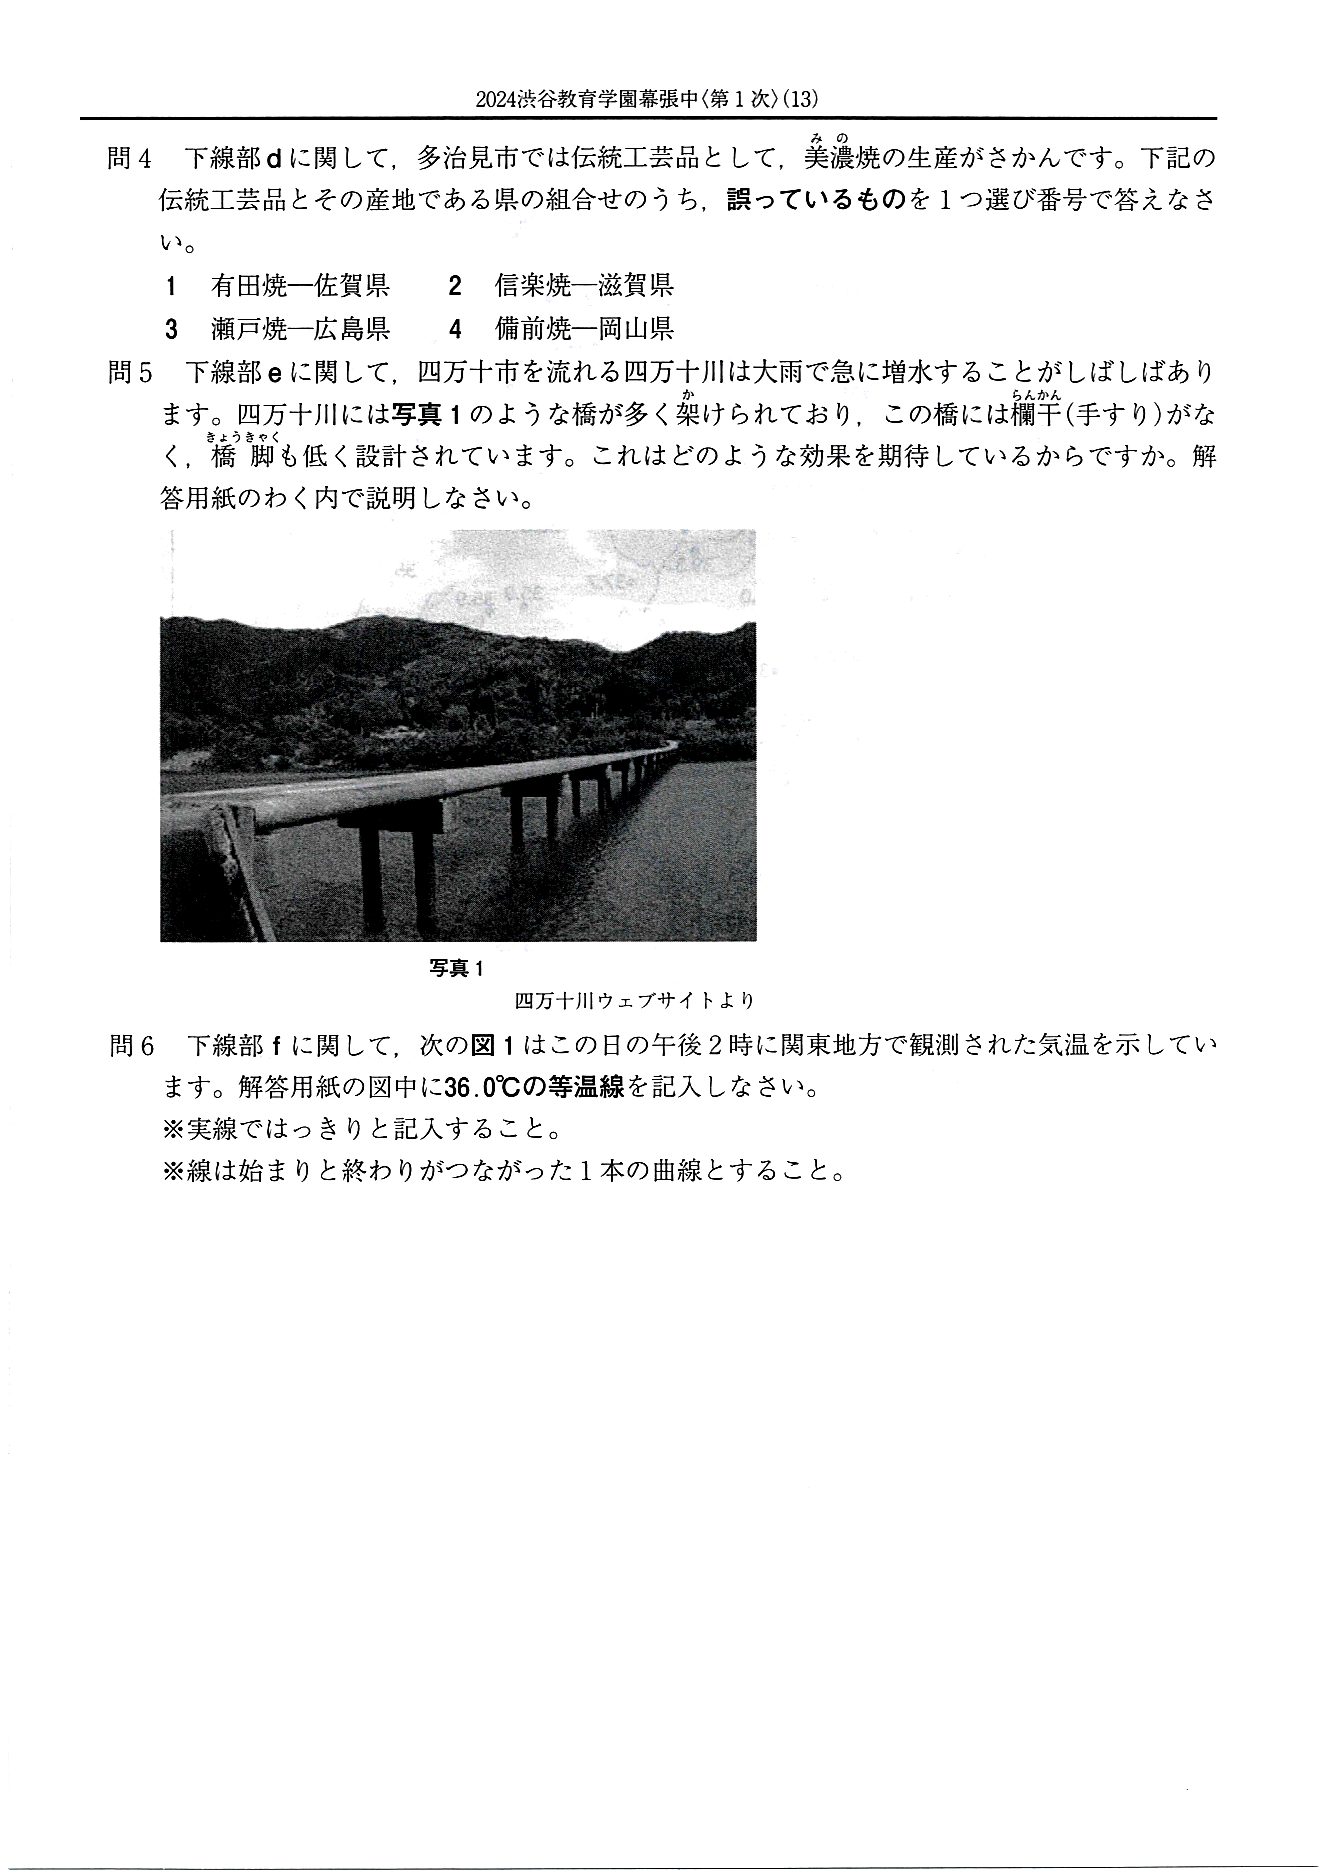 2024渋谷教育学園幕張中〈第1次〉(13)
問4 下線部dに関して，多治見市では伝統工芸品として，美濃焼の生産がさかんです。下記の
みの
伝統工芸品とその産地である県の組合せのうち，誤っているものを1つ選び番号で答えなさ
い。
1 有田焼―佐賀県 2 信楽焼―滋賀県
3 瀬戸焼―広島県 4 備前焼―岡山県
問5 下線部eに関して，四万十市を流れる四万十川は大雨で急に増水することがしばしばあり
ます。四万十川には写真1のような橋が多く架けられており，この橋には欄干(手すり)がな
か らんかん
く，橋脚も低く設計されています。これはどのような効果を期待しているからですか。解
きょうきゃく
答用紙のわく内で説明しなさい。
写真1
四万十川ウェブサイトより
問6 下線部fに関して，次の図1はこの日の午後2時に関東地方で観測された気温を示してい
ます。解答用紙の図中に36.0℃の等温線を記入しなさい。
※実線ではっきりと記入すること。
※線は始まりと終わりがつながった1本の曲線とすること。